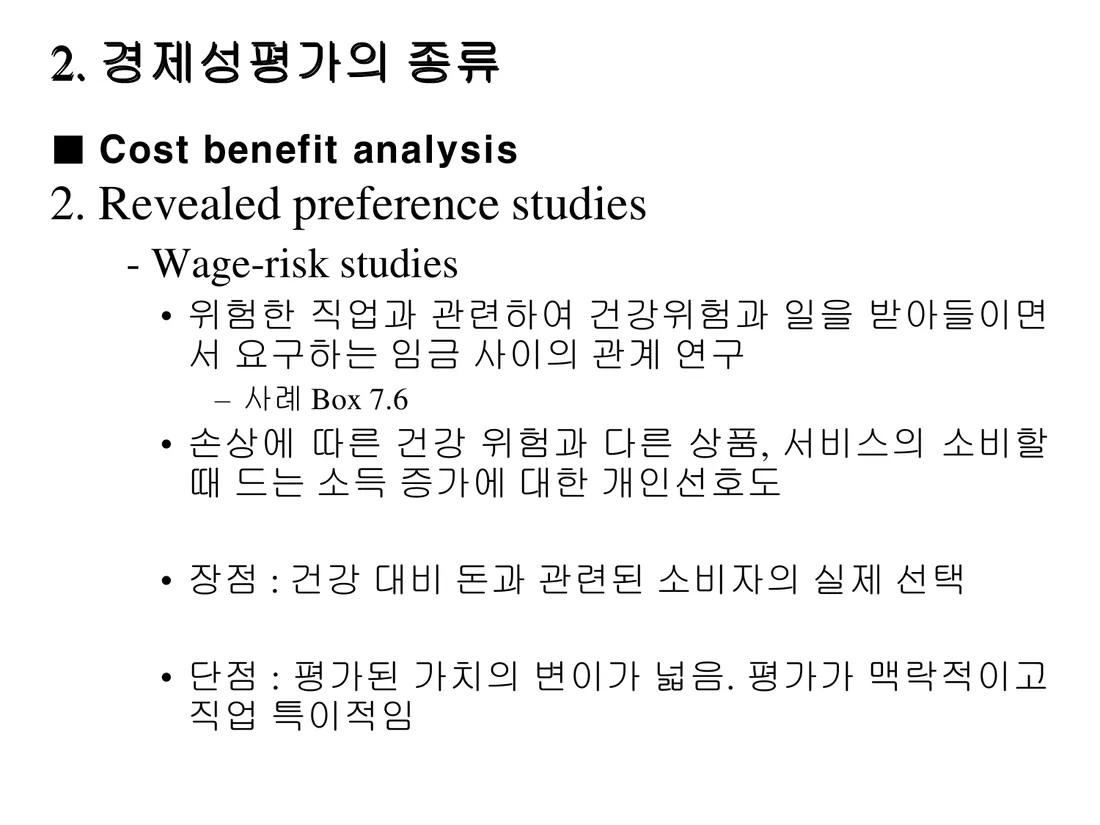 2. 경제성평가의 종류
■ Cost benefit analysis
2. Revealed preference studies
- Wage-risk studies
• 위험한 직업과 관련하여 건강위험과 일을 받아들이면
서 요구하는 임금 사이의 관계 연구
– 사례 Box 7.6
• 손상에 따른 건강 위험과 다른 상품, 서비스의 소비할
때 드는 소득 증가에 대한 개인선호도
• 장점 : 건강 대비 돈과 관련된 소비자의 실제 선택
• 단점 : 평가된 가치의 변이가 넓음. 평가가 맥락적이고
직업 특이적임